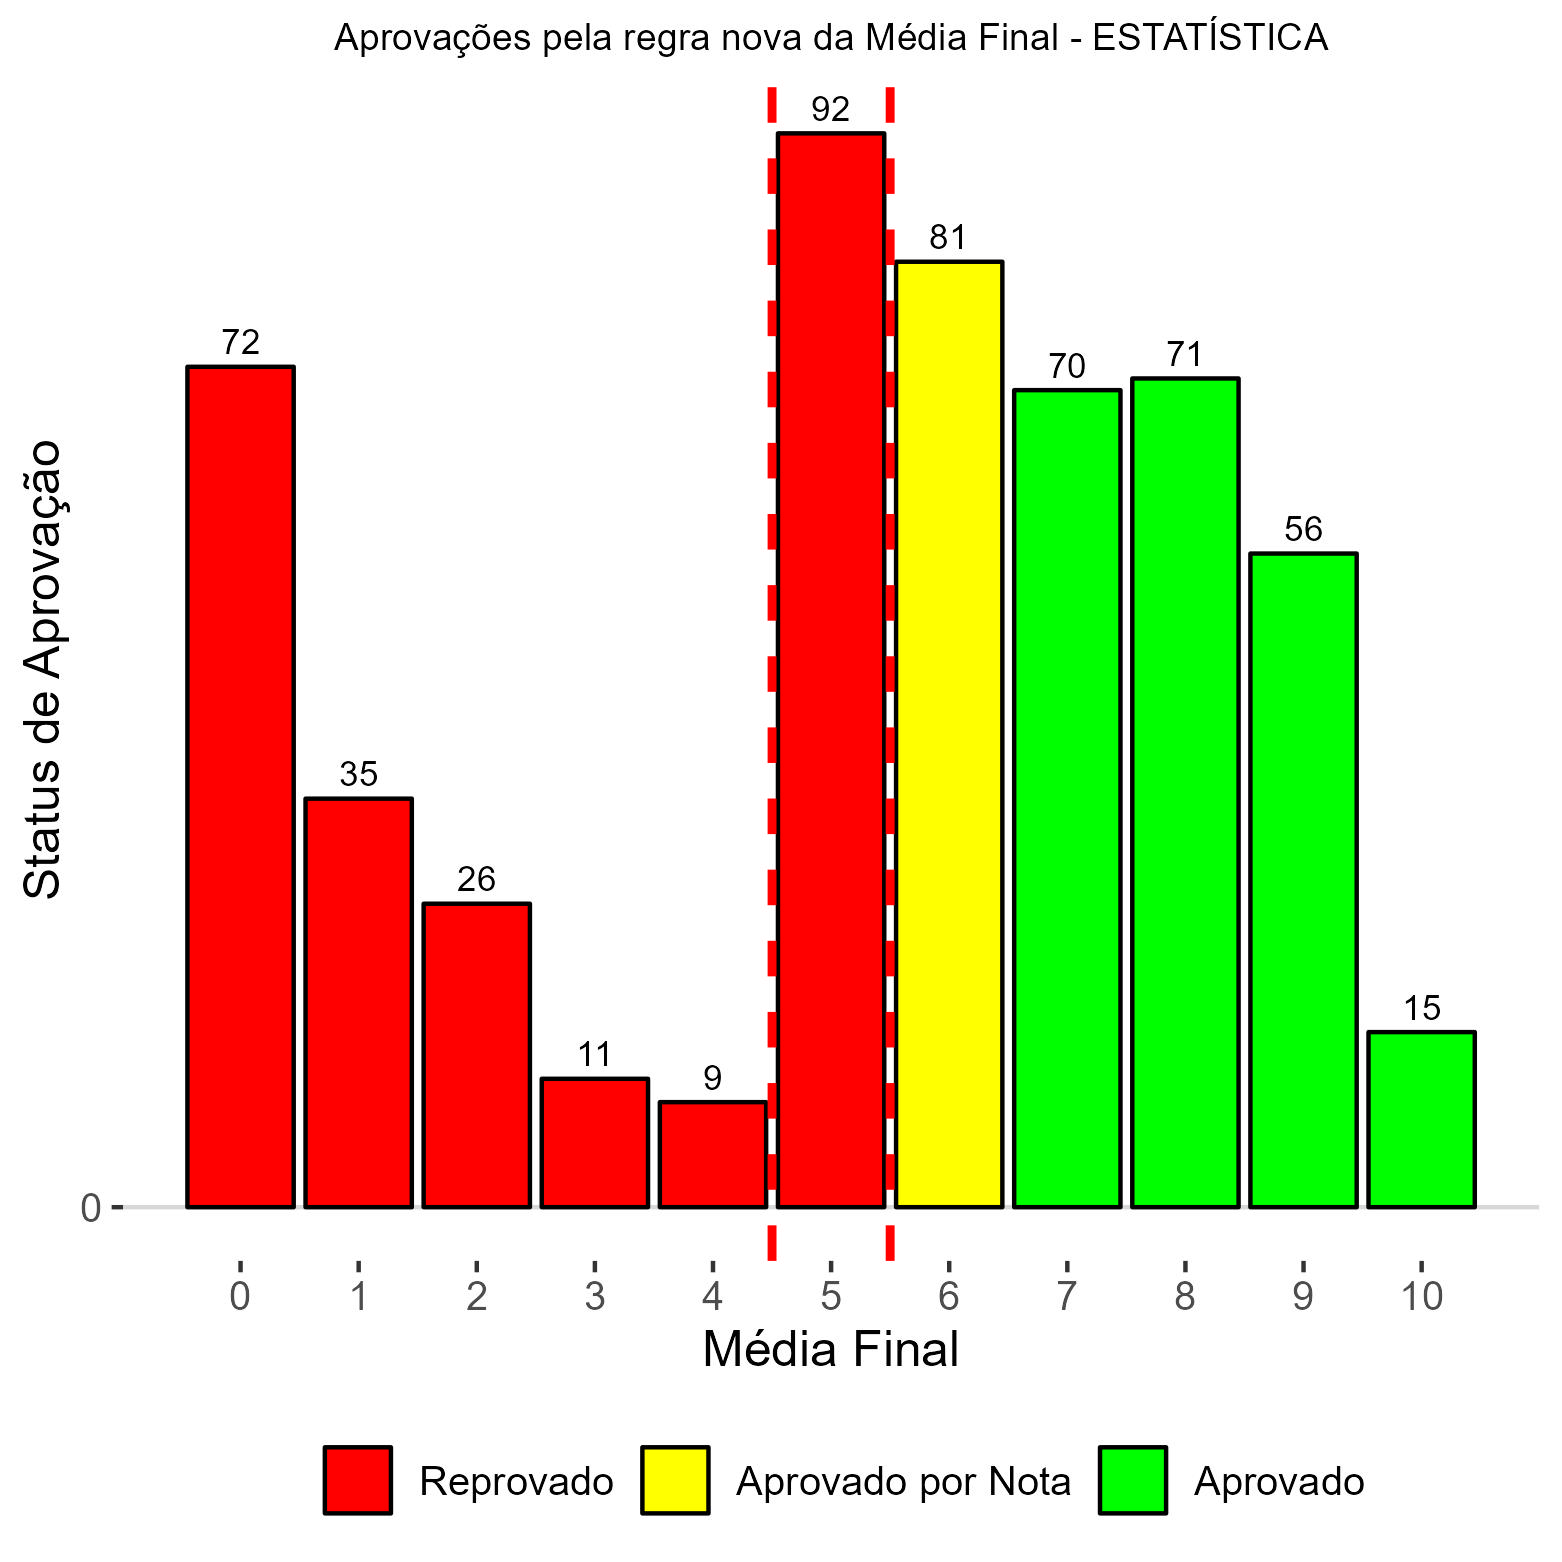 Aprovações pela regra nova da Média Final - ESTATÍSTICA
92
81
72
71
70
56
35
26
15
11
9
Status de Aprovação
0
0 1 2 3 4 5 6 7 8 9 10
Média Final
Reprovado Aprovado por Nota Aprovado